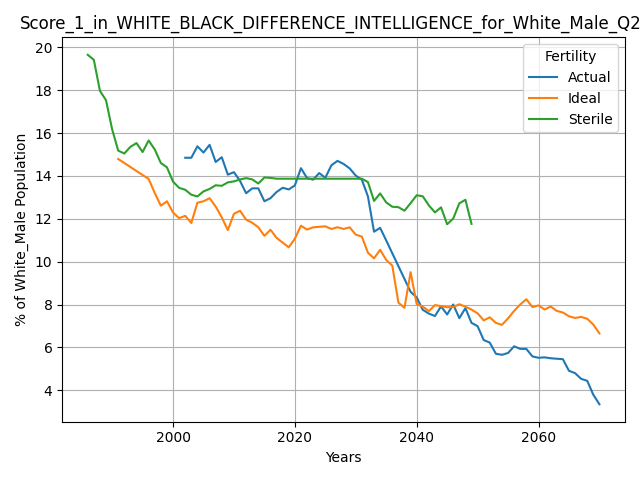 Score_1_in_WHITE_BLACK_DIFFERENCE_INTELLIGENCE_for_White_Male_Q2
Fertility
Actual
Ideal
Sterile
% of White_Male Population
20
18
16
14
12
10
8
6
4
2000
2020
2040
2060
Years